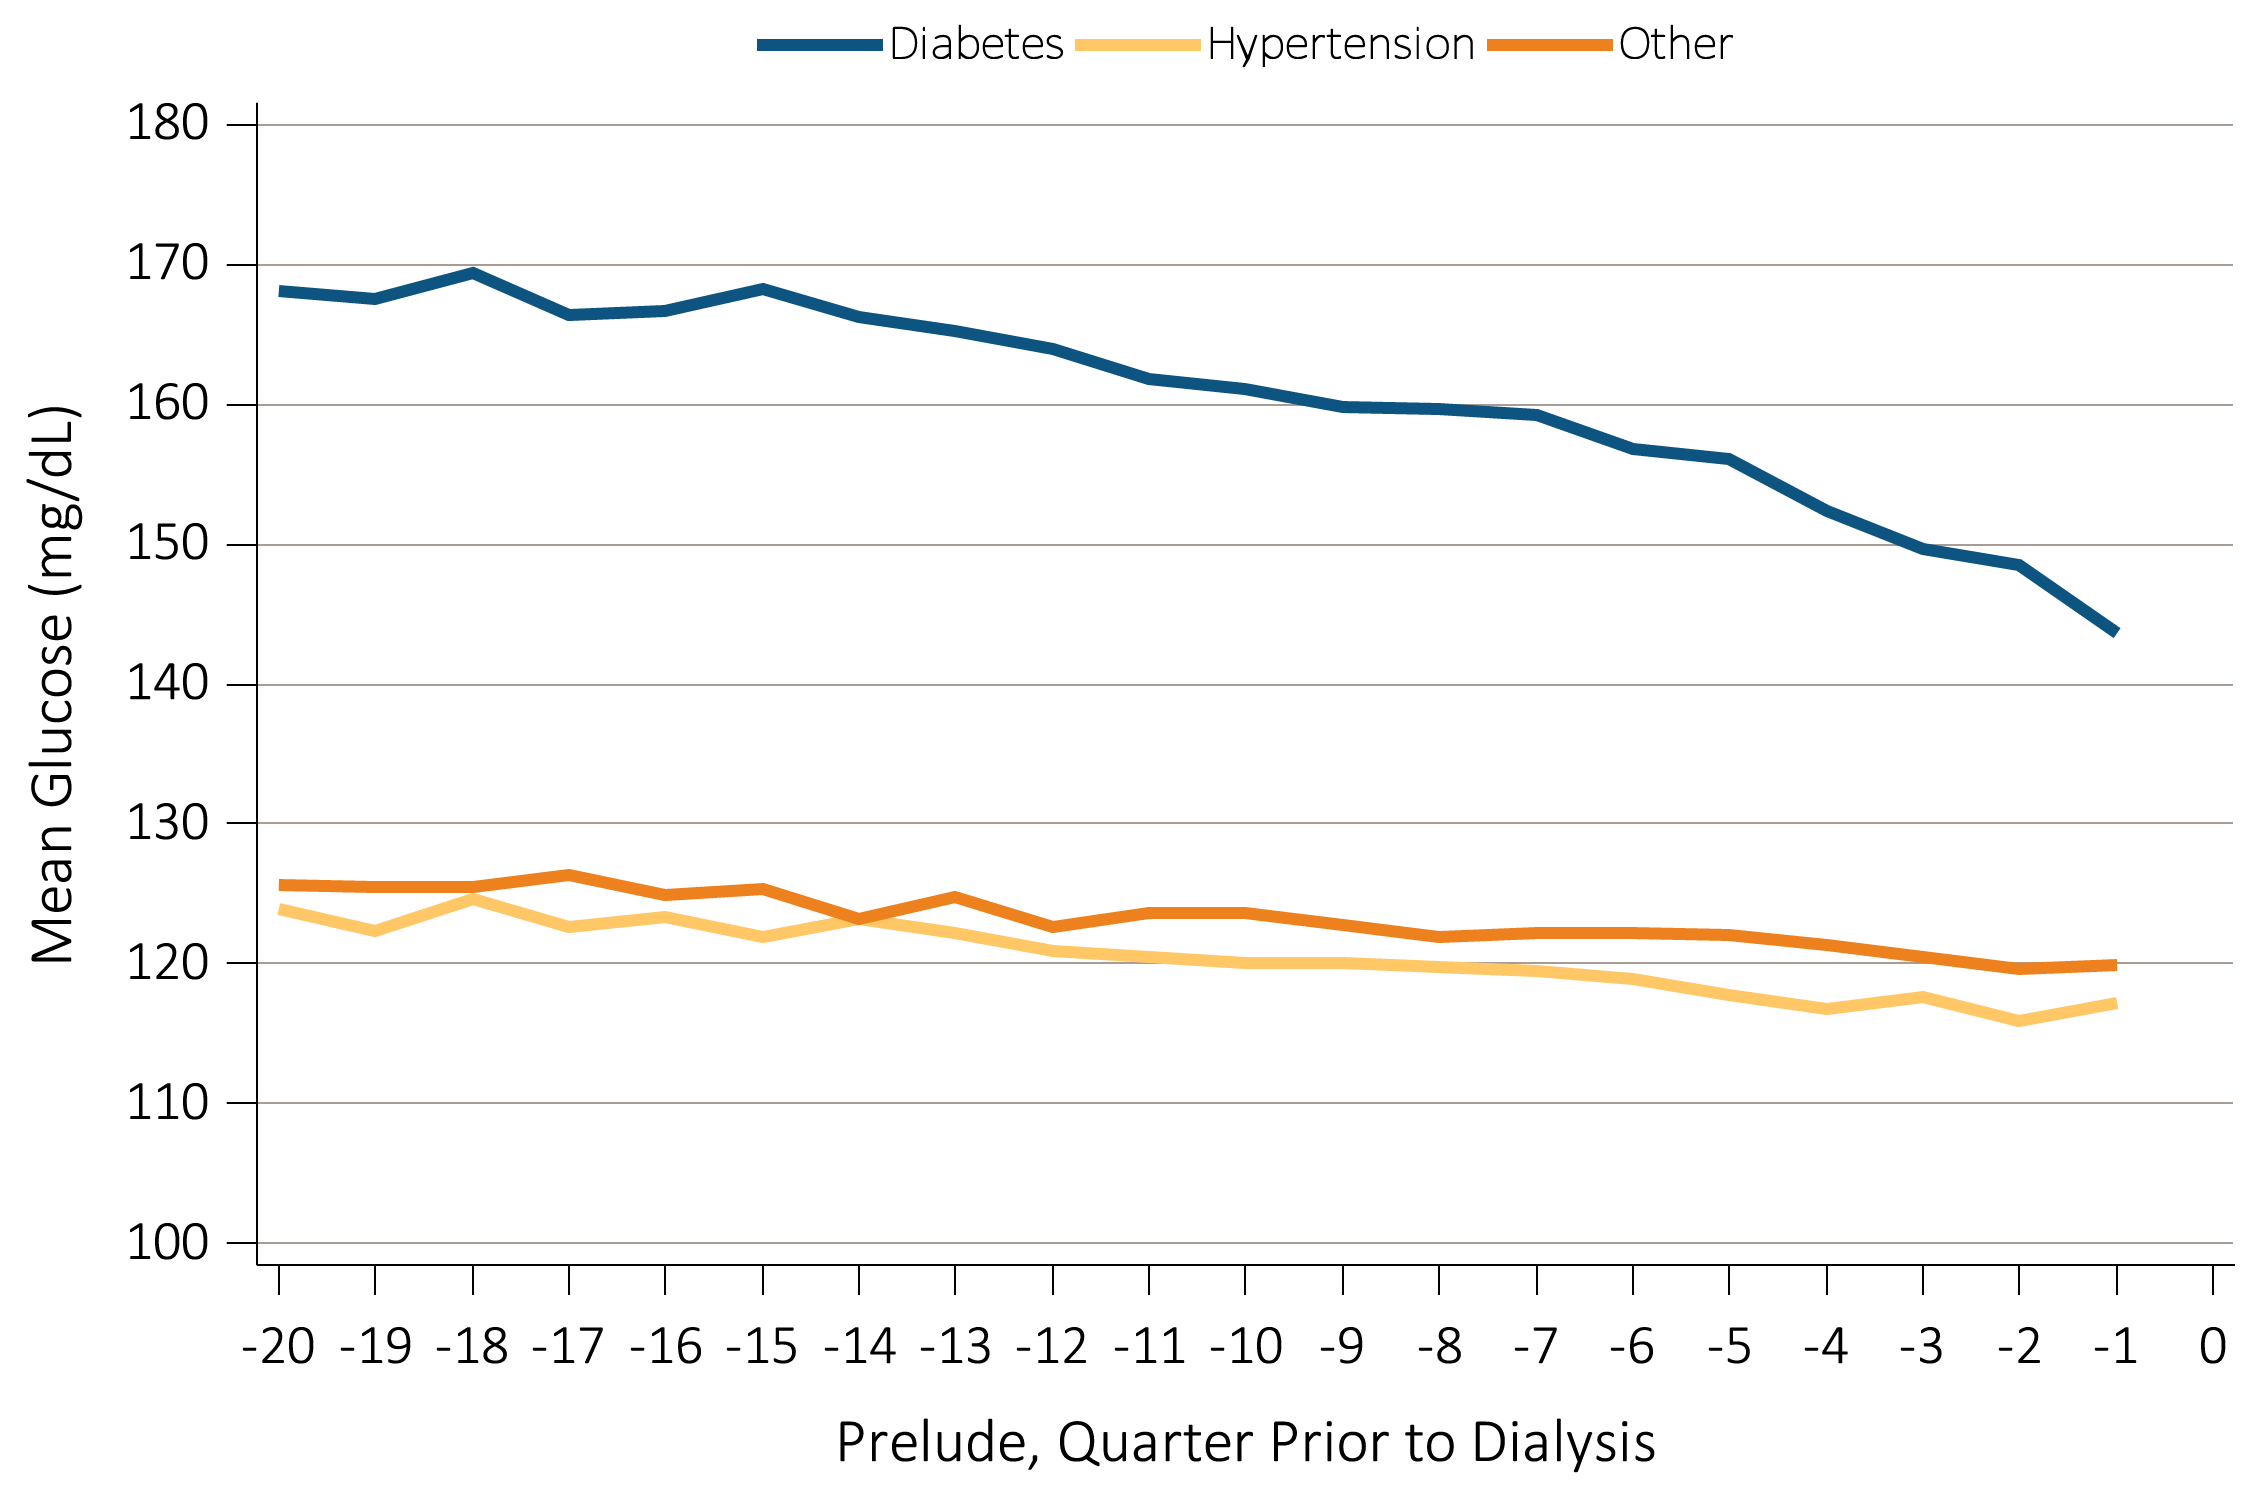 Diabetes Hypertension Other
180
170
160
150
140
130
120
110
100
Mean Glucose (mg/dL)
-20 -19 -18 -17 -16 -15 -14 -13 -12 -11 -10 -9 -8 -7 -6 -5 -4 -3 -2 -1 0
Prelude, Quarter Prior to Dialysis